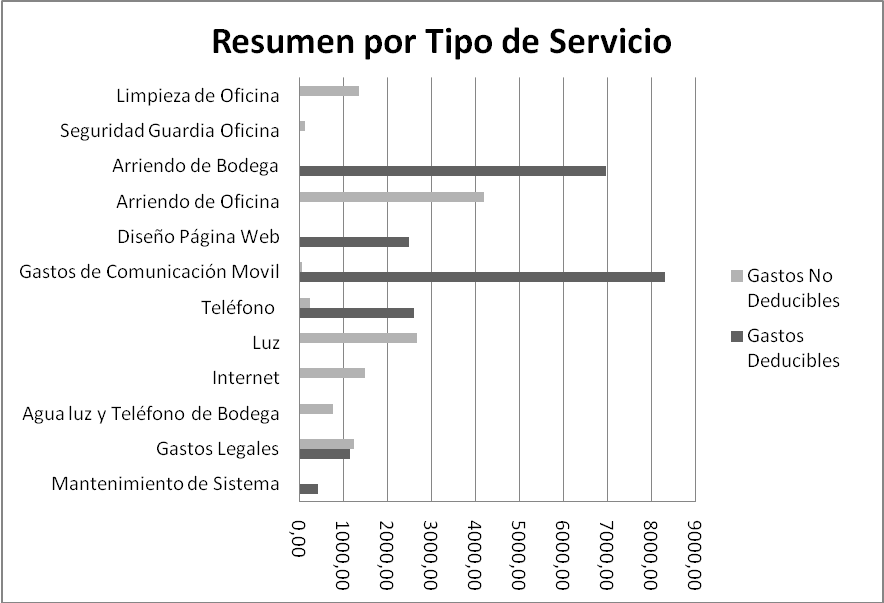 Resumen por Tipo de Servicio
Limpieza de Oficina
Seguridad Guardia Oficina
Arriendo de Bodega
Arriendo de Oficina
Diseño Página Web
Gastos de Comunicación Movil
Teléfono
Luz
Internet
Agua luz y Teléfono de Bodega
Gastos Legales
Mantenimiento de Sistema
0,00
1000,00
2000,00
3000,00
4000,00
5000,00
6000,00
7000,00
8000,00
9000,00
Gastos No
Deducibles
Gastos
Deducibles